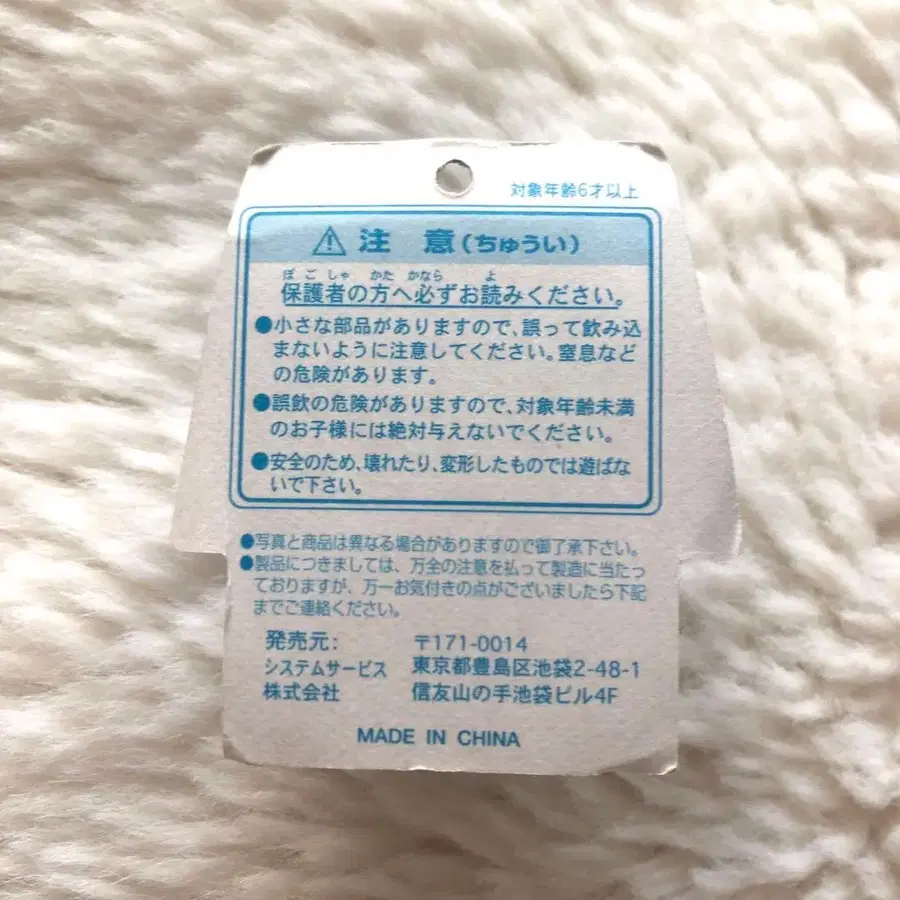 対象年齢6才以上
⚠ 注 意(ちゅうい)
ほごしゃ かた かなら よ
保護者の方へ必ずお読みください。
●小さな部品がありますので、誤って飲み込
まないように注意してください。窒息など
の危険があります。
●誤飲の危険がありますので、対象年齢未満
のお子様には絶対与えないでください。
●安全のため、壊れたり、変形したものでは遊ばな
いで下さい。
●写真と商品は異なる場合がありますので御了承下さい。
●製品につきましては、万全の注意を払って製造に当たっ
ておりますが、万一お気付きの点がございましたら下記
までご連絡ください。
発売元: 〒171-0014
システムサービス 東京都豊島区池袋2-48-1
株式会社 信友山の手池袋ビル4F
MADE IN CHINA